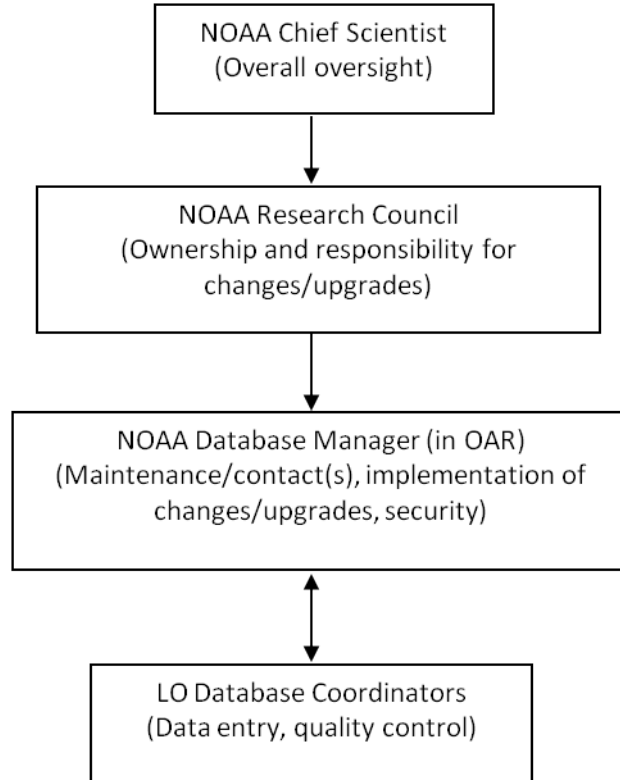 NOAA Chief Scientist
(Overall oversight)
NOAA Research Council
(Ownership and responsibility for
changes/upgrades)
NOAA Database Manager (in OAR)
(Maintenance/contact(s), implementation of
changes/upgrades, security)
LO Database Coordinators
(Data entry, quality control)